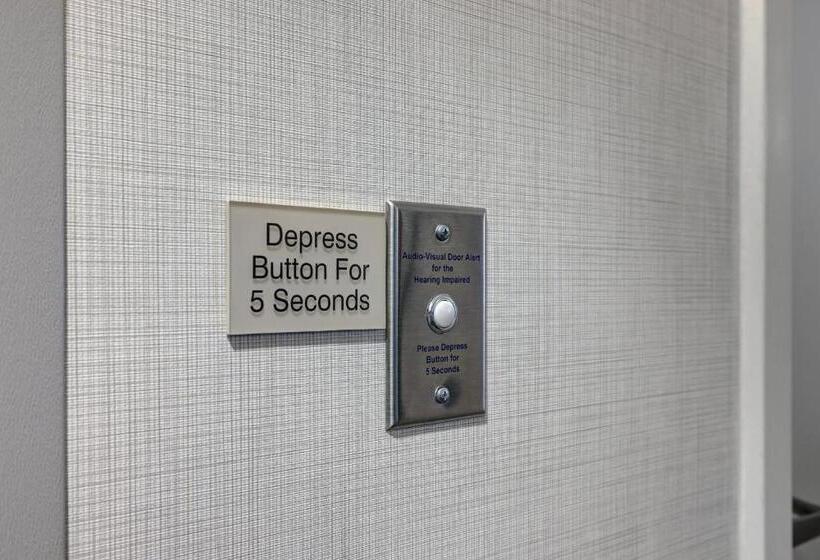 Depress
Button For
5 Seconds
Audio-Visual Door Alert
for the
Hearing Impaired
Please Depress
Button for
5 Seconds